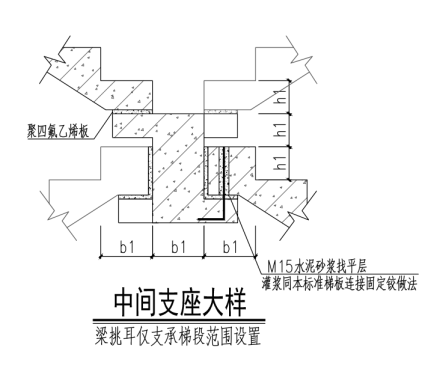 聚四氟乙烯板
h1
h1
h1
b1 b1 b1
M15水泥砂浆找平层
灌浆同本标准梯板连接固定铰做法
中间支座大样
梁挑耳仅支承梯段范围设置